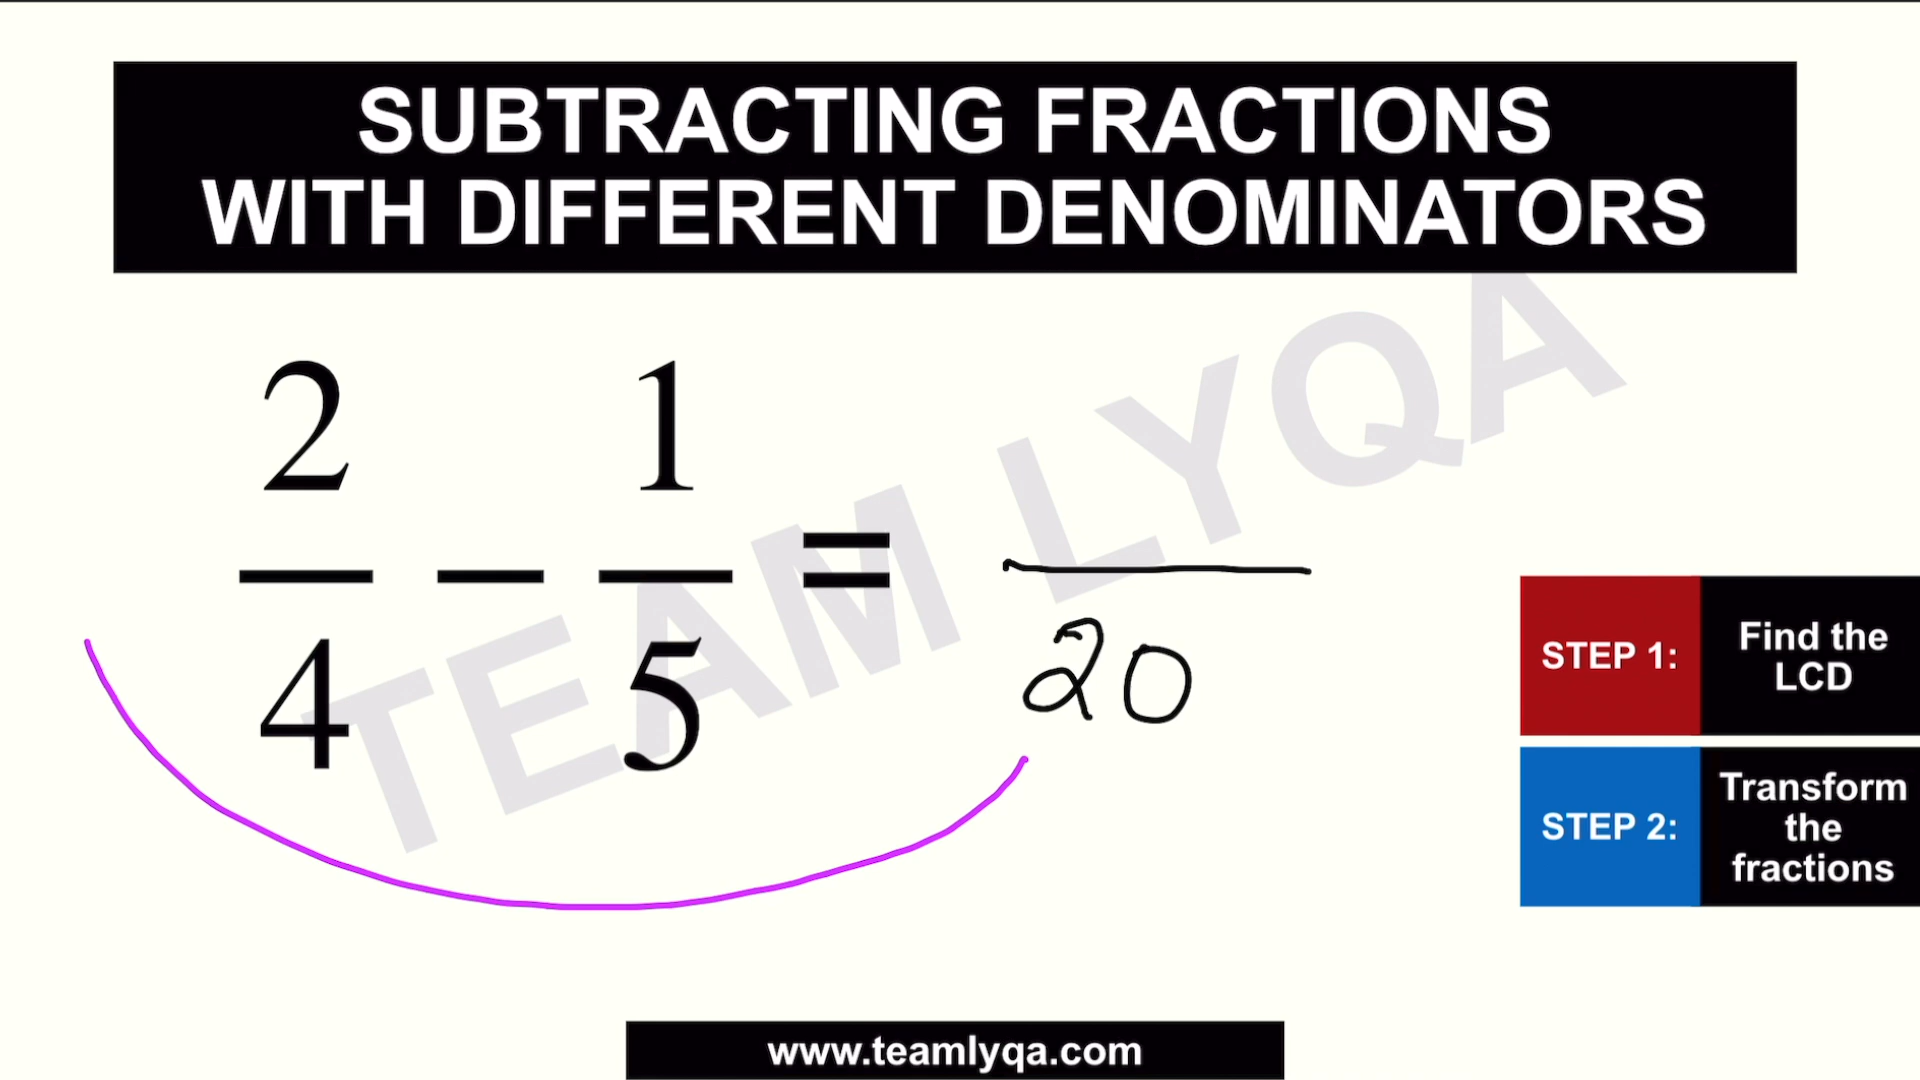 SUBTRACTING FRACTIONS
WITH DIFFERENT DENOMINATORS
TEAM LYQA
2 1
— — — =
4 5 20
STEP 1: Find the
LCD
STEP 2: Transform
the
fractions
www.teamlyqa.com